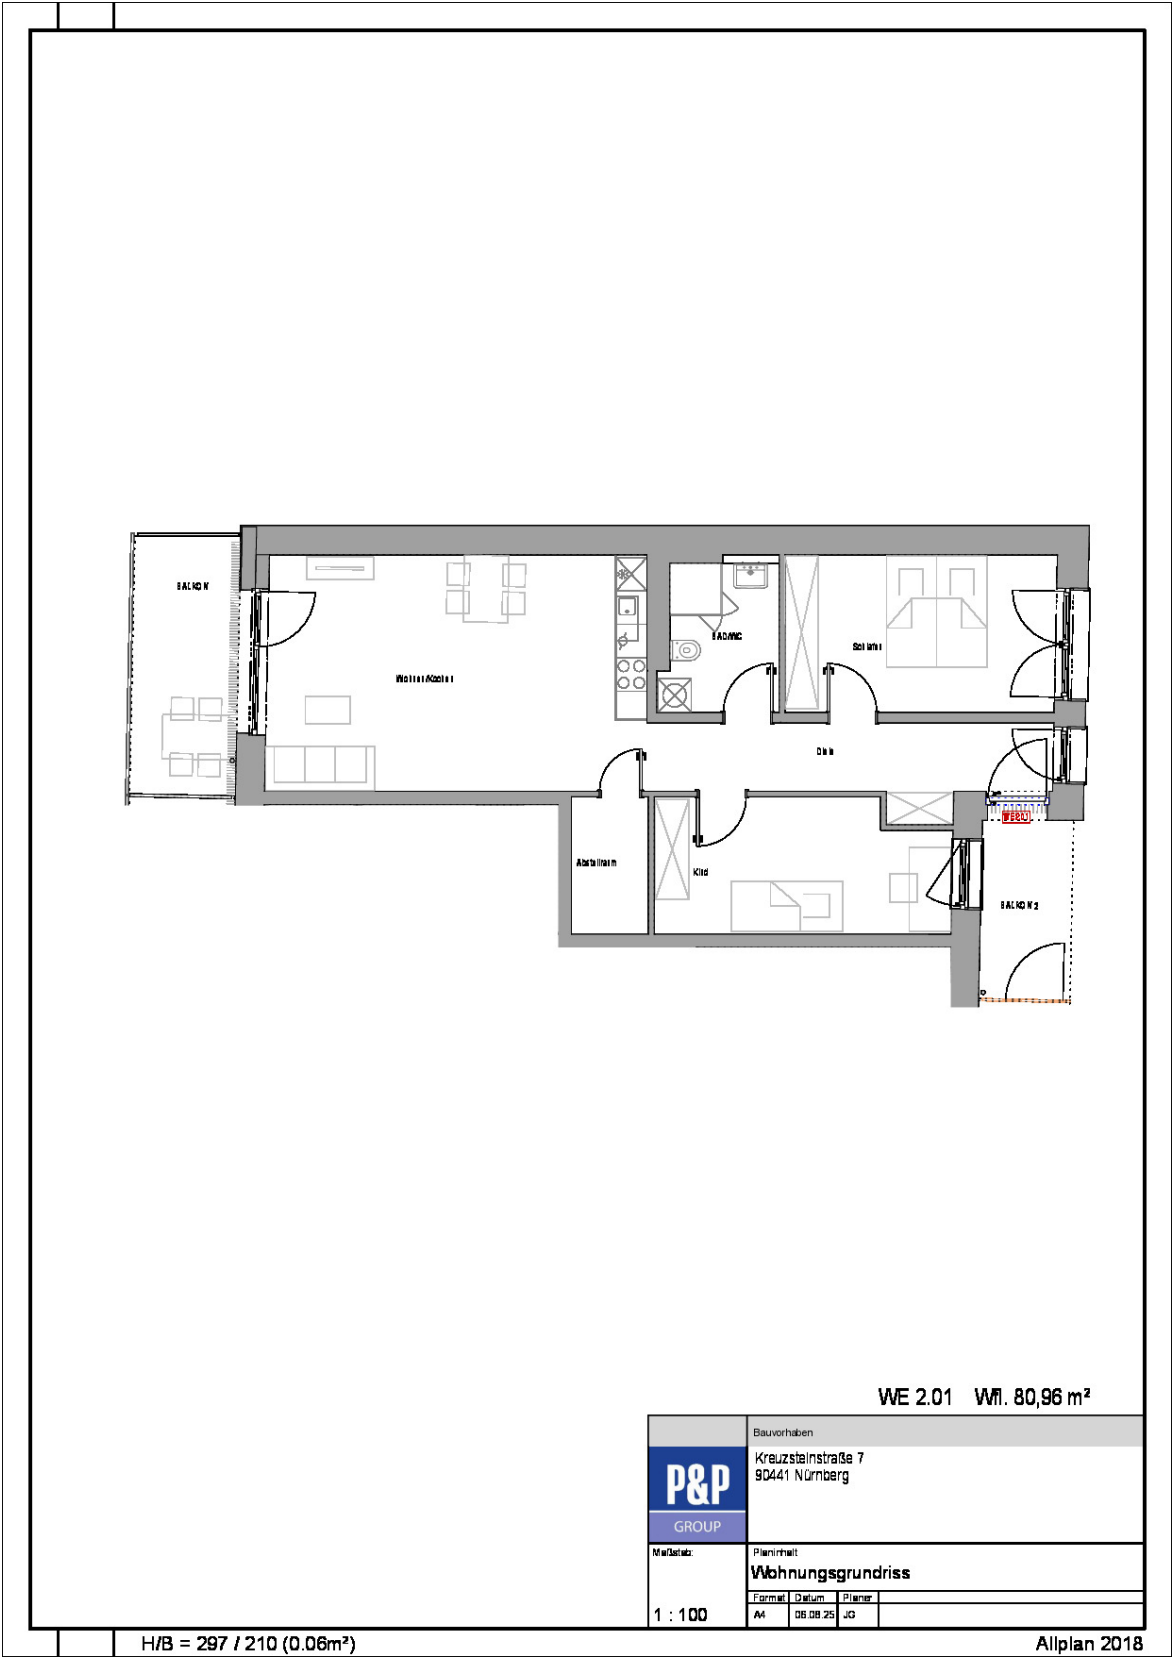 BALKON
BAD/WC
Schlafen
Wohnen/Kochen
Diele
WE2.01
Abstellraum
Kind
BALKON 2
WE 2.01 Wfl. 80,96 m²
Bauvorhaben
Kreuzsteinstraße 7
90441 Nürnberg
P&P
GROUP
Maßstab:
1 : 100
Planinhalt
Wohnungsgrundriss
Format Datum Planer
A4 06.08.25 JG
H/B = 297 / 210 (0.06m²)
Allplan 2018